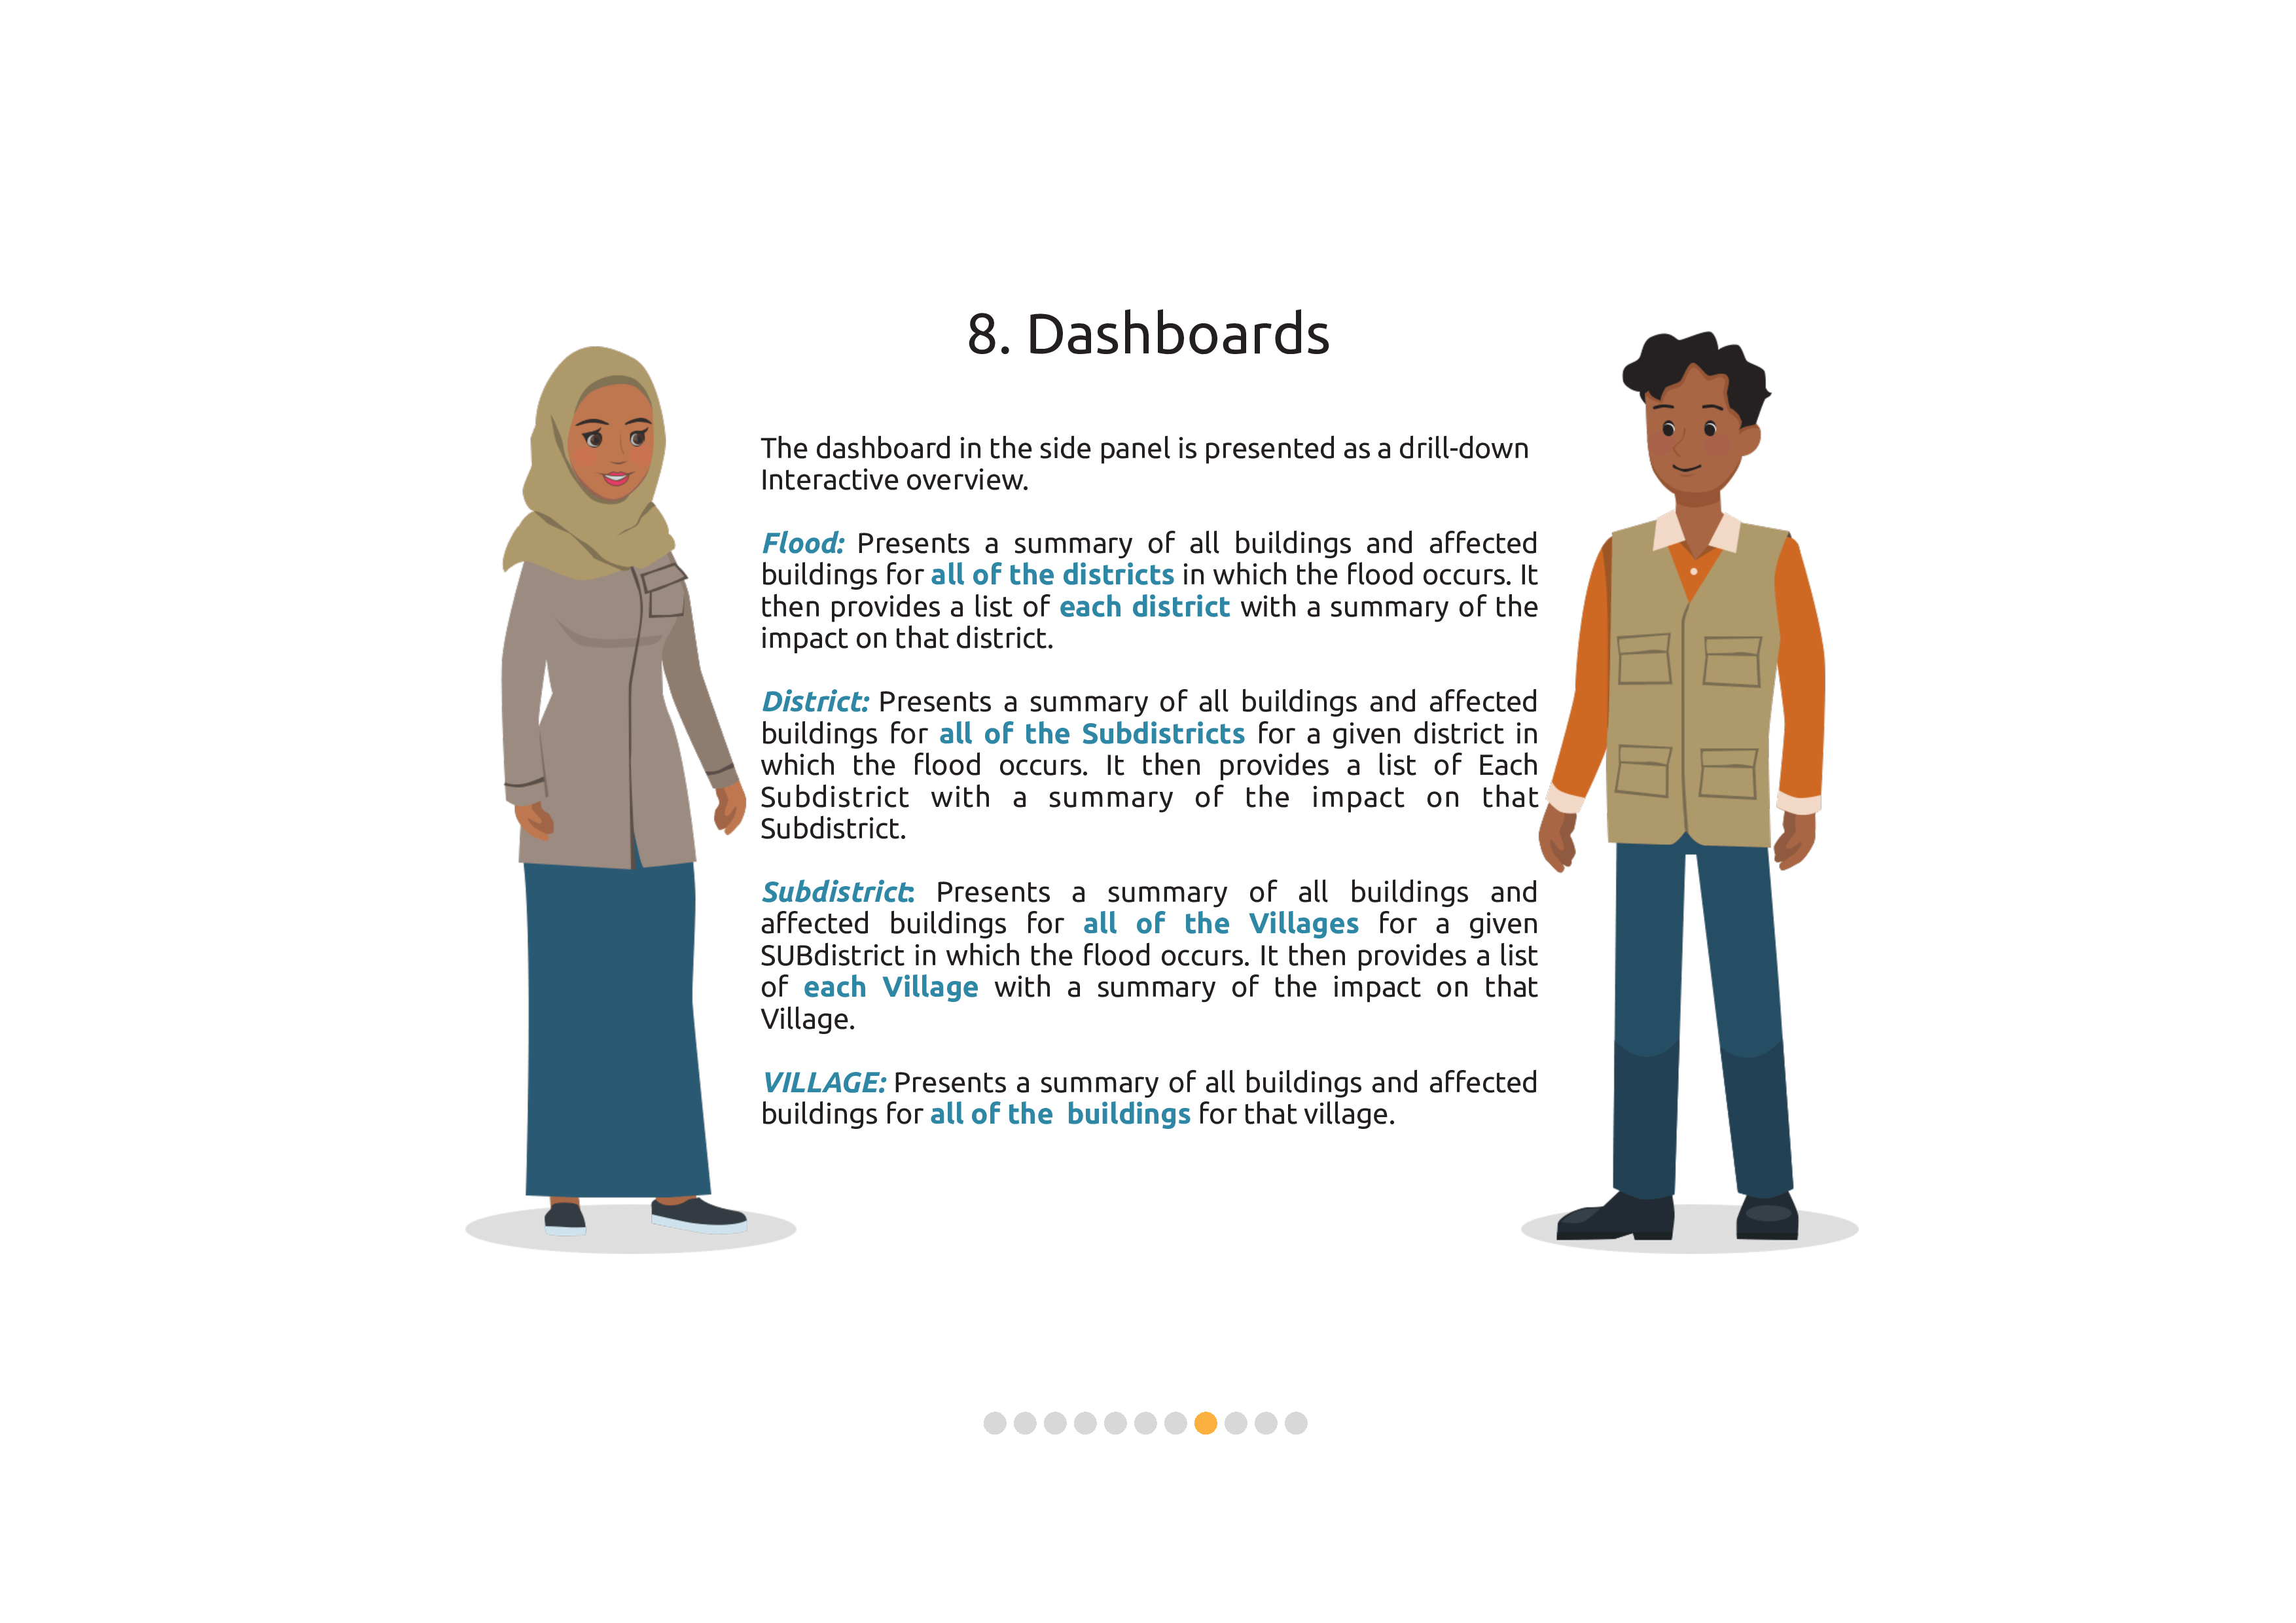 8. Dashboards
The dashboard in the side panel is presented as a drill-down
Interactive overview.
Flood: Presents a summary of all buildings and affected
buildings for all of the districts in which the flood occurs. It
then provides a list of each district with a summary of the
impact on that district.
District: Presents a summary of all buildings and affected
buildings for all of the Subdistricts for a given district in
which the flood occurs. It then provides a list of Each
Subdistrict with a summary of the impact on that
Subdistrict.
Subdistrict: Presents a summary of all buildings and
affected buildings for all of the Villages for a given
SUBdistrict in which the flood occurs. It then provides a list
of each Village with a summary of the impact on that
Village.
VILLAGE: Presents a summary of all buildings and affected
buildings for all of the buildings for that village.